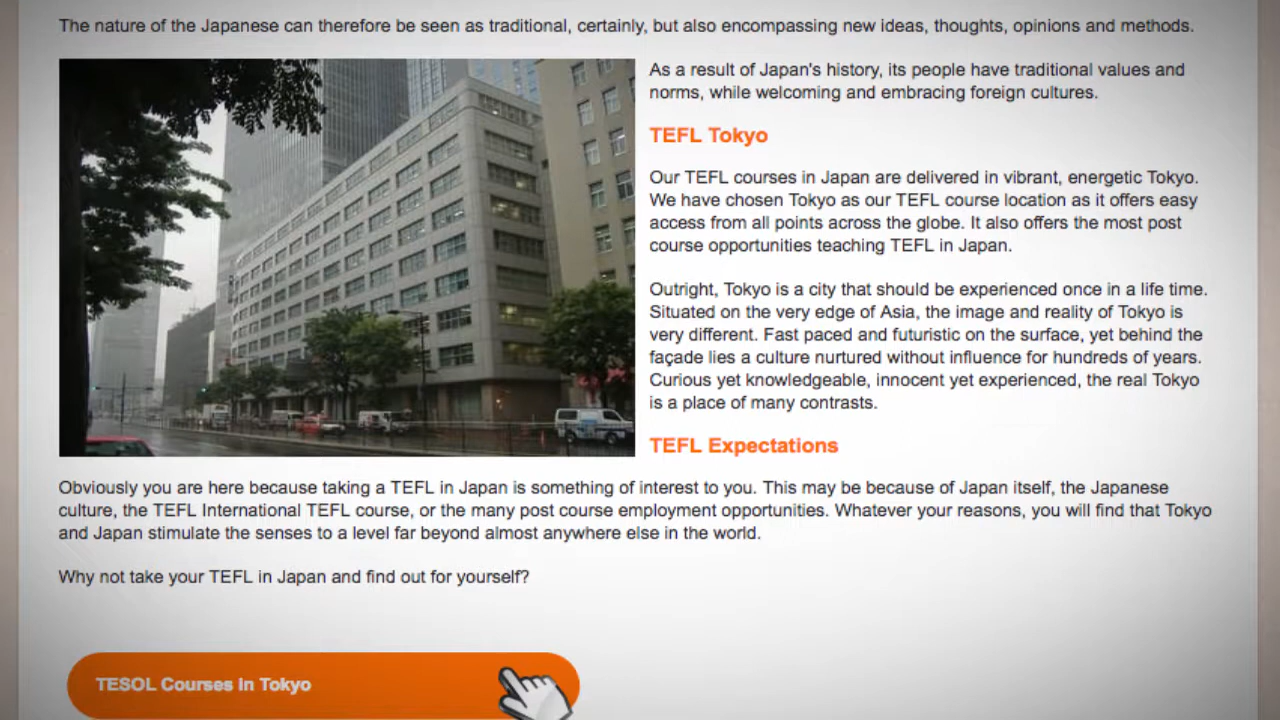 The nature of the Japanese can therefore be seen as traditional, certainly, but also encompassing new ideas, thoughts, opinions and methods.
As a result of Japan's history, its people have traditional values and
norms, while welcoming and embracing foreign cultures.
TEFL Tokyo
Our TEFL courses in Japan are delivered in vibrant, energetic Tokyo.
We have chosen Tokyo as our TEFL course location as it offers easy
access from all points across the globe. It also offers the most post
course opportunities teaching TEFL in Japan.
Outright, Tokyo is a city that should be experienced once in a life time.
Situated on the very edge of Asia, the image and reality of Tokyo is
very different. Fast paced and futuristic on the surface, yet behind the
façade lies a culture nurtured without influence for hundreds of years.
Curious yet knowledgeable, innocent yet experienced, the real Tokyo
is a place of many contrasts.
TEFL Expectations
Obviously you are here because taking a TEFL in Japan is something of interest to you. This may be because of Japan itself, the Japanese
culture, the TEFL International TEFL course, or the many post course employment opportunities. Whatever your reasons, you will find that Tokyo
and Japan stimulate the senses to a level far beyond almost anywhere else in the world.
Why not take your TEFL in Japan and find out for yourself?
TESOL Courses In Tokyo